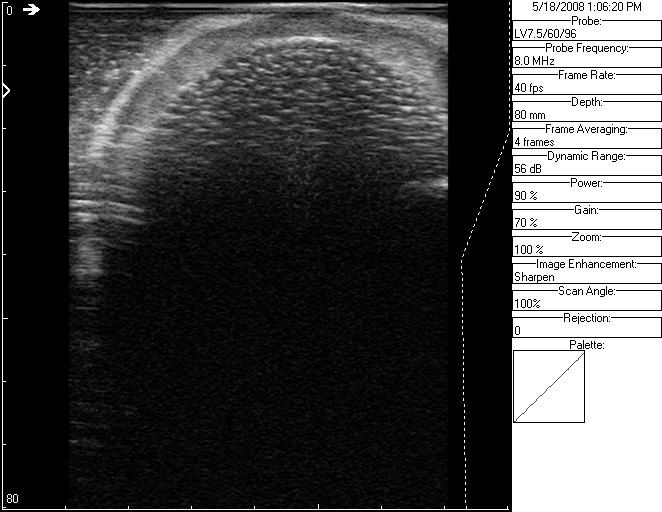 0
80
5/18/2008 1:06:20 PM
Probe:
LV7.5/60/96
Probe Frequency:
8.0 MHz
Frame Rate:
40 fps
Depth:
80 mm
Frame Averaging:
4 frames
Dynamic Range:
56 dB
Power:
90 %
Gain:
70 %
Zoom:
100 %
Image Enhancement:
Sharpen
Scan Angle:
100%
Rejection:
0
Palette: